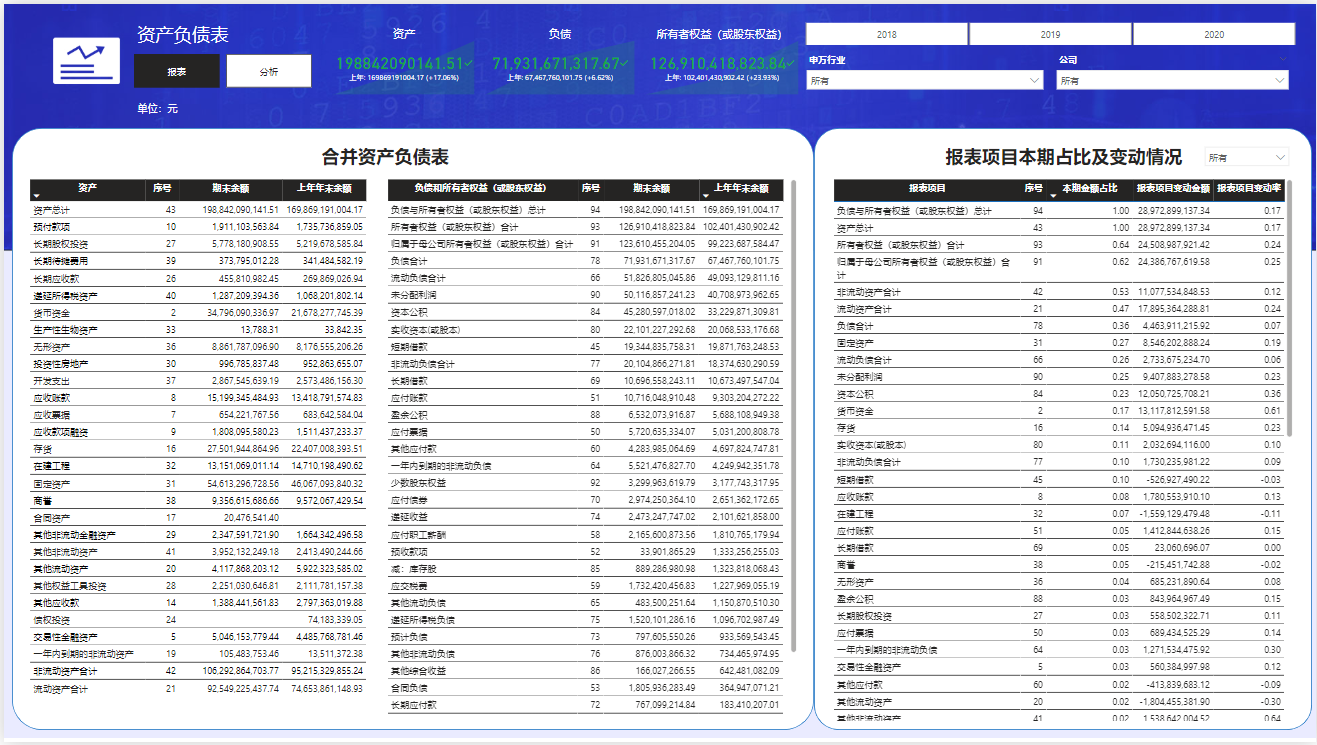 资产负债表
报表
分析
单位：元
资产
198842090141.51
上年: 169869191004.17 (+17.06%)
负债
71,931,671,317.67
上年: 67,467,760,101.75 (+6.62%)
所有者权益（或股东权益）
126,910,418,823.84
上年: 102,401,430,902.42 (+23.93%)
2018 2019 2020
申万行业
所有
公司
所有
合并资产负债表
资产 序号 期末余额 上年年末余额
资产总计 43 198,842,090,141.51 169,869,191,004.17
预付款项 10 1,911,103,563.84 1,735,736,859.05
长期股权投资 27 5,778,180,908.55 5,219,678,585.84
长期待摊费用 39 373,795,012.28 341,484,582.19
长期应收款 26 455,810,982.45 269,869,026.94
递延所得税资产 40 1,287,209,394.36 1,068,201,802.14
货币资金 2 34,796,090,336.97 21,678,277,745.39
生产性生物资产 33 13,788.31 33,842.35
无形资产 36 8,861,787,096.90 8,176,555,206.26
投资性房地产 30 996,785,837.48 952,863,655.07
开发支出 37 2,867,545,639.19 2,573,486,156.30
应收账款 8 15,199,345,484.93 13,418,791,574.83
应收票据 7 654,221,767.56 683,642,584.04
应收款项融资 9 1,808,095,580.23 1,511,437,233.37
存货 16 27,501,944,864.96 22,407,008,393.51
在建工程 32 13,151,069,011.14 14,710,198,490.62
固定资产 31 54,613,296,728.56 46,067,093,840.32
商誉 38 9,356,615,686.66 9,572,067,429.54
合同资产 17 20,476,541.40
其他非流动金融资产 29 2,347,591,721.90 1,664,342,496.58
其他非流动资产 41 3,952,132,249.18 2,413,490,244.66
其他流动资产 20 4,117,868,203.12 5,922,323,585.02
其他权益工具投资 28 2,251,030,646.81 2,111,781,157.38
其他应收款 14 1,388,441,561.83 2,797,363,019.88
债权投资 24 74,183,339.05
交易性金融资产 5 5,046,153,779.44 4,485,768,781.46
一年内到期的非流动资产 19 105,483,753.46 13,511,372.38
非流动资产合计 42 106,292,864,703.77 95,215,329,855.24
流动资产合计 21 92,549,225,437.74 74,653,861,148.93
负债和所有者权益（或股东权益） 序号 期末余额 上年年末余额
负债与所有者权益（或股东权益）总计 94 198,842,090,141.51 169,869,191,004.17
所有者权益（或股东权益）合计 93 126,910,418,823.84 102,401,430,902.42
归属于母公司所有者权益（或股东权益）合计 91 123,610,455,204.05 99,223,687,584.47
负债合计 78 71,931,671,317.67 67,467,760,101.75
流动负债合计 66 51,826,805,045.86 49,093,129,811.16
未分配利润 90 50,116,857,241.23 40,708,973,962.65
资本公积 84 45,280,597,018.02 33,229,871,309.81
实收资本(或股本) 80 22,101,227,292.68 20,068,533,176.68
短期借款 45 19,344,835,758.31 19,871,763,248.53
非流动负债合计 77 20,104,866,271.81 18,374,630,290.59
长期借款 69 10,696,558,243.11 10,673,497,547.04
应付账款 51 10,716,048,910.48 9,303,204,272.22
盈余公积 88 6,532,073,916.87 5,688,108,949.38
应付票据 50 5,720,635,334.07 5,031,200,808.78
其他应付款 60 4,283,985,064.69 4,697,824,747.81
一年内到期的非流动负债 64 5,521,476,827.70 4,249,942,351.78
少数股东权益 92 3,299,963,619.79 3,177,743,317.95
应付债券 70 2,974,250,364.10 2,651,362,172.65
递延收益 74 2,473,247,747.02 2,101,621,858.00
应付职工薪酬 58 2,165,600,873.56 1,810,765,179.94
预收款项 52 33,901,865.29 1,333,256,255.03
减：库存股 85 889,286,980.98 1,323,818,068.43
应交税费 59 1,732,420,456.83 1,227,969,055.19
其他流动负债 65 483,500,251.64 1,150,870,510.30
递延所得税负债 75 1,520,101,286.16 1,096,702,987.49
预计负债 73 797,605,550.26 933,569,543.45
其他非流动负债 76 876,003,866.32 734,465,974.95
其他综合收益 86 166,027,266.55 642,481,082.09
合同负债 53 1,805,936,283.49 364,947,071.21
长期应付款 72 767,099,214.84 183,410,207.01
报表项目本期占比及变动情况
所有
报表项目 序号 本期金额占比 报表项目变动金额 报表项目变动率
负债与所有者权益（或股东权益）总计 94 1.00 28,972,899,137.34 0.17
资产总计 43 1.00 28,972,899,137.34 0.17
所有者权益（或股东权益）合计 93 0.64 24,508,987,921.42 0.24
归属于母公司所有者权益（或股东权益）合 91 0.62 24,386,767,619.58 0.25
计
非流动资产合计 42 0.53 11,077,534,848.53 0.12
流动资产合计 21 0.47 17,895,364,288.81 0.24
负债合计 78 0.36 4,463,911,215.92 0.07
固定资产 31 0.27 8,546,202,888.24 0.19
流动负债合计 66 0.26 2,733,675,234.70 0.06
未分配利润 90 0.25 9,407,883,278.58 0.23
资本公积 84 0.23 12,050,725,708.21 0.36
货币资金 2 0.17 13,117,812,591.58 0.61
存货 16 0.14 5,094,936,471.45 0.23
实收资本(或股本) 80 0.11 2,032,694,116.00 0.10
非流动负债合计 77 0.10 1,730,235,981.22 0.09
短期借款 45 0.10 -526,927,490.22 -0.03
应收账款 8 0.08 1,780,553,910.10 0.13
在建工程 32 0.07 -1,559,129,479.48 -0.11
应付账款 51 0.05 1,412,844,638.26 0.15
长期借款 69 0.05 23,060,696.07 0.00
商誉 38 0.05 -215,451,742.88 -0.02
无形资产 36 0.04 685,231,890.64 0.08
盈余公积 88 0.03 843,964,967.49 0.15
长期股权投资 27 0.03 558,502,322.71 0.11
应付票据 50 0.03 689,434,525.29 0.14
一年内到期的非流动负债 64 0.03 1,271,534,475.92 0.30
交易性金融资产 5 0.03 560,384,997.98 0.12
其他应付款 60 0.02 -413,839,683.12 -0.09
其他流动资产 20 0.02 -1,804,455,381.90 -0.30
其他非流动资产 41 0.02 1,538,642,004.52 0.64